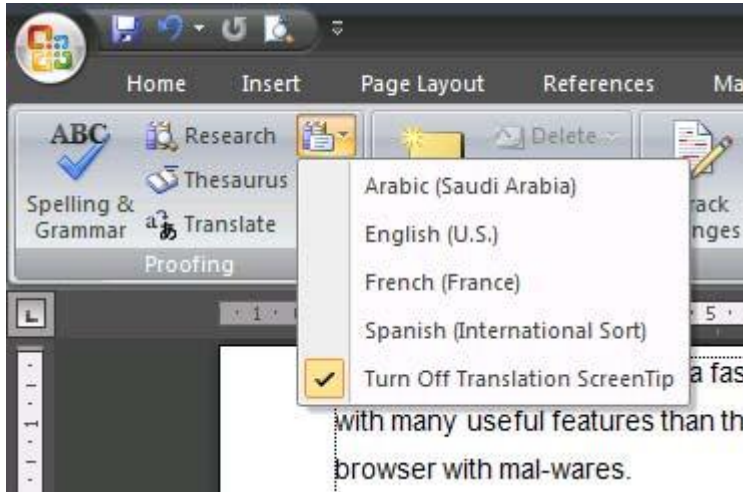 Home Insert Page Layout References Ma
ABC Research Delete
Thesaurus
Spelling & Grammar Translate
Proofing
Arabic (Saudi Arabia)
English (U.S.)
French (France)
Spanish (International Sort)
Turn Off Translation ScreenTip
rack
nges
1
5
a fas
with many useful features than th
browser with mal-wares.
1